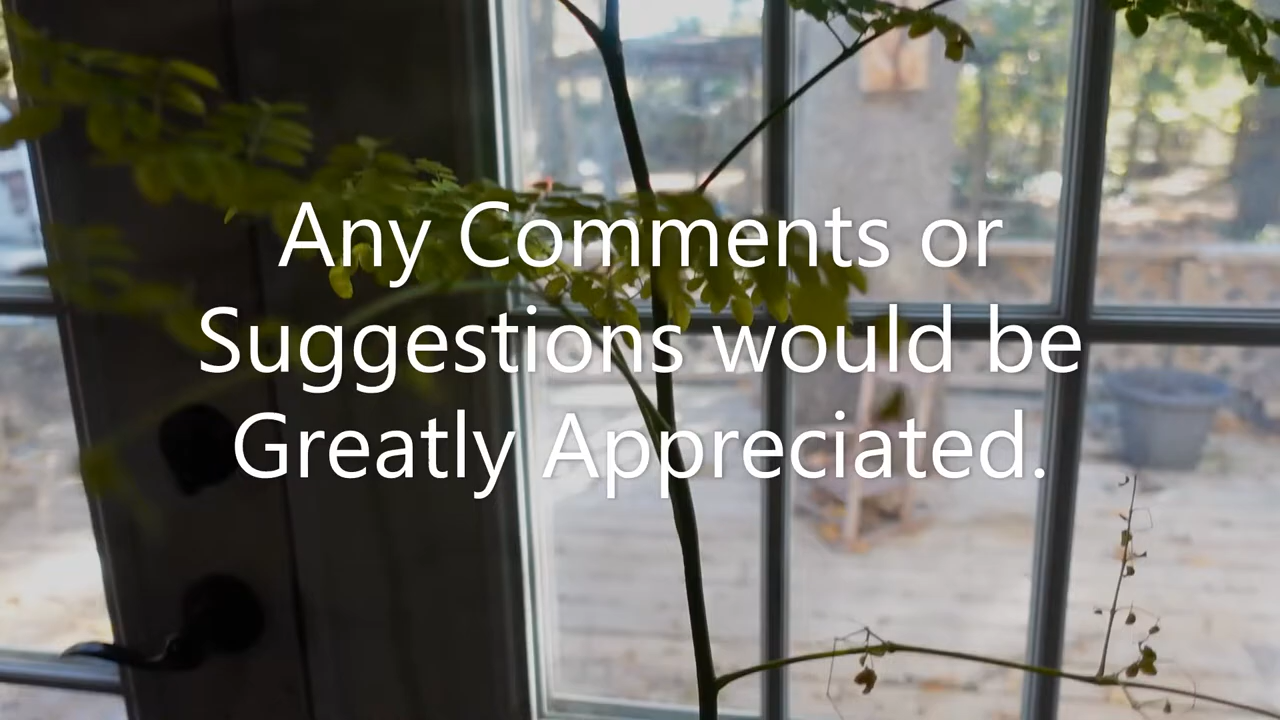 Any Comments or
Suggestions would be
Greatly Appreciated.